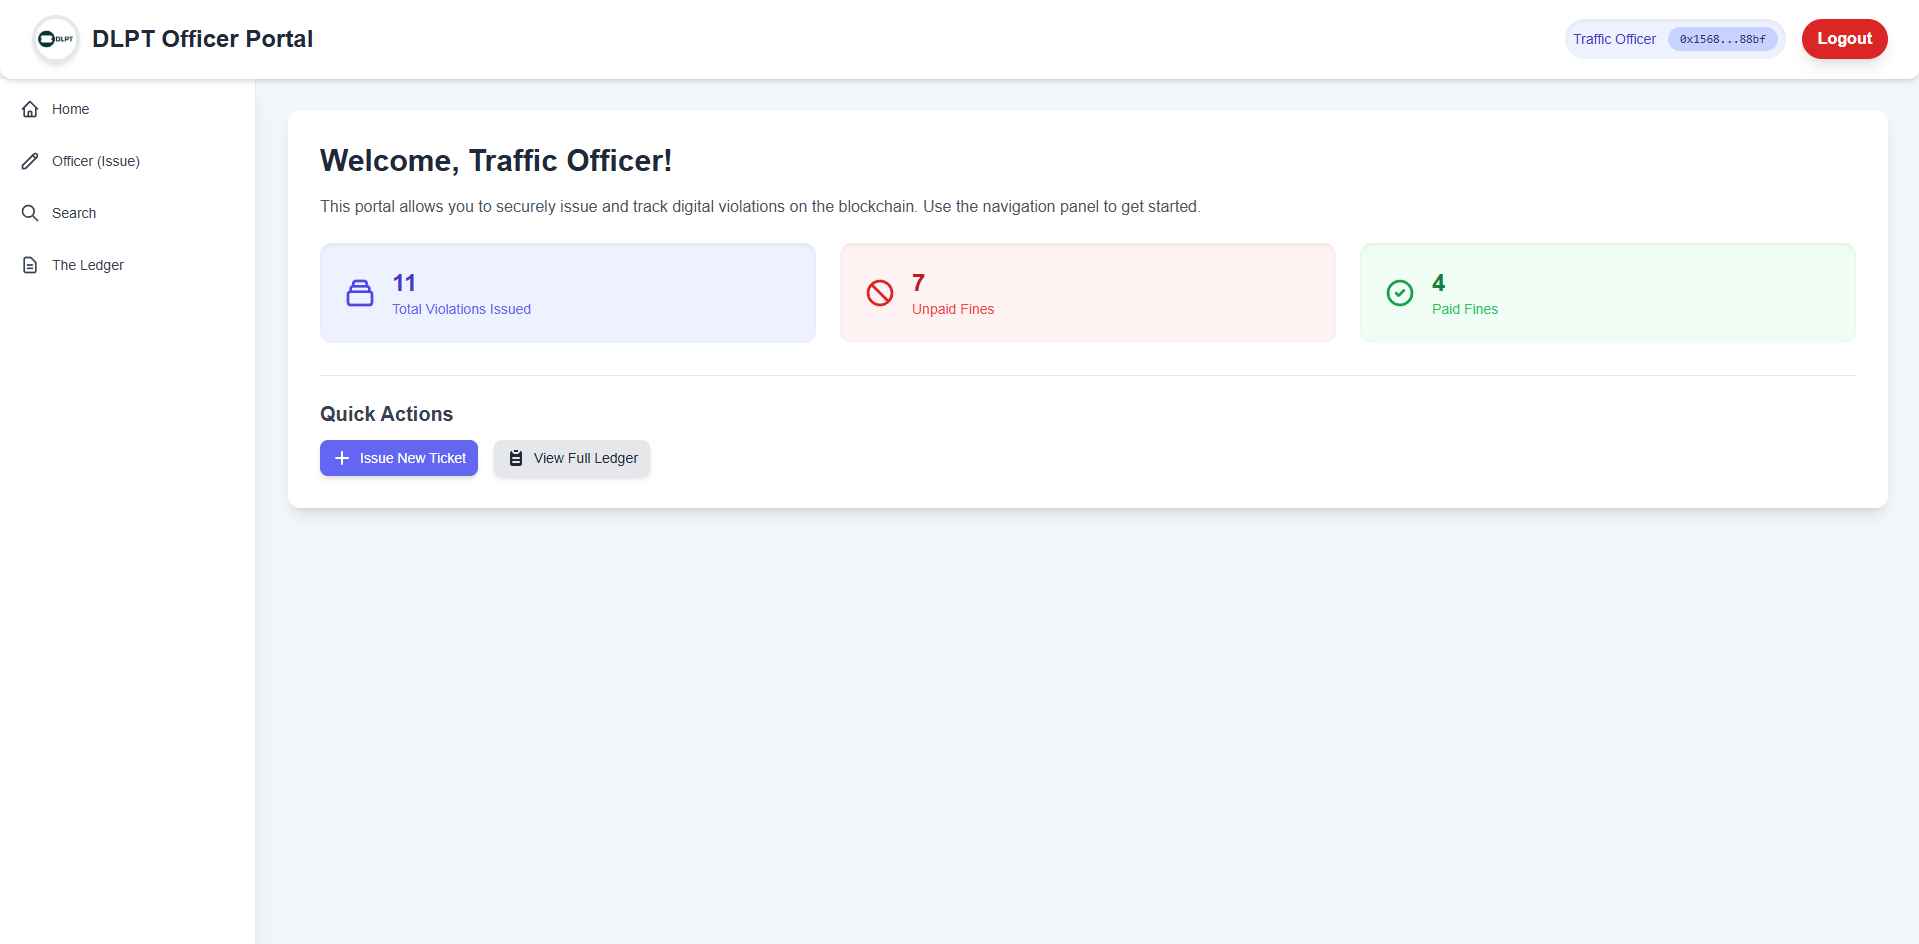 DLPT
DLPT Officer Portal
Traffic Officer
0x1568...88bf
Logout
Home
Officer (Issue)
Search
The Ledger
Welcome, Traffic Officer!
This portal allows you to securely issue and track digital violations on the blockchain. Use the navigation panel to get started.
11
Total Violations Issued
7
Unpaid Fines
4
Paid Fines
Quick Actions
Issue New Ticket
View Full Ledger